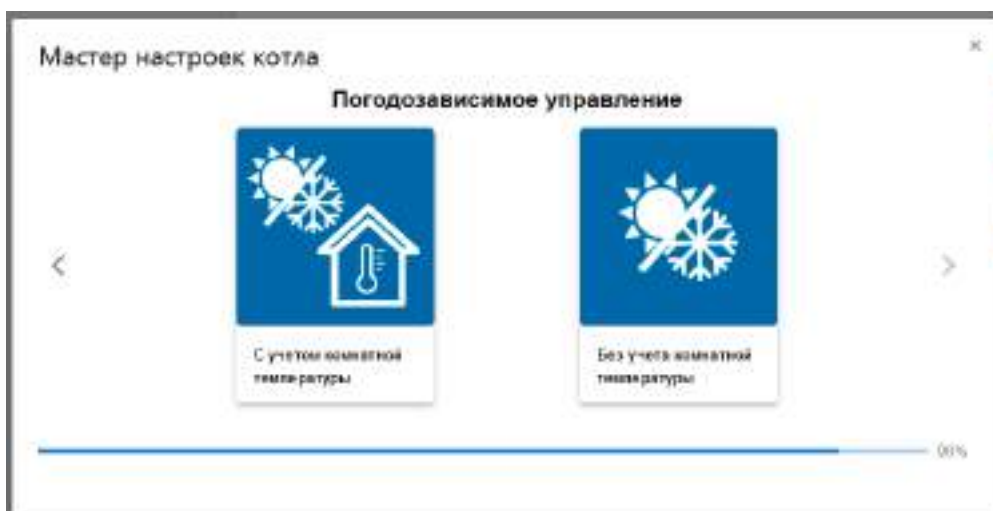 Мастер настроек котла
Погодозависимое управление
С учетом комнатной
температуры
Без учета комнатной
температуры